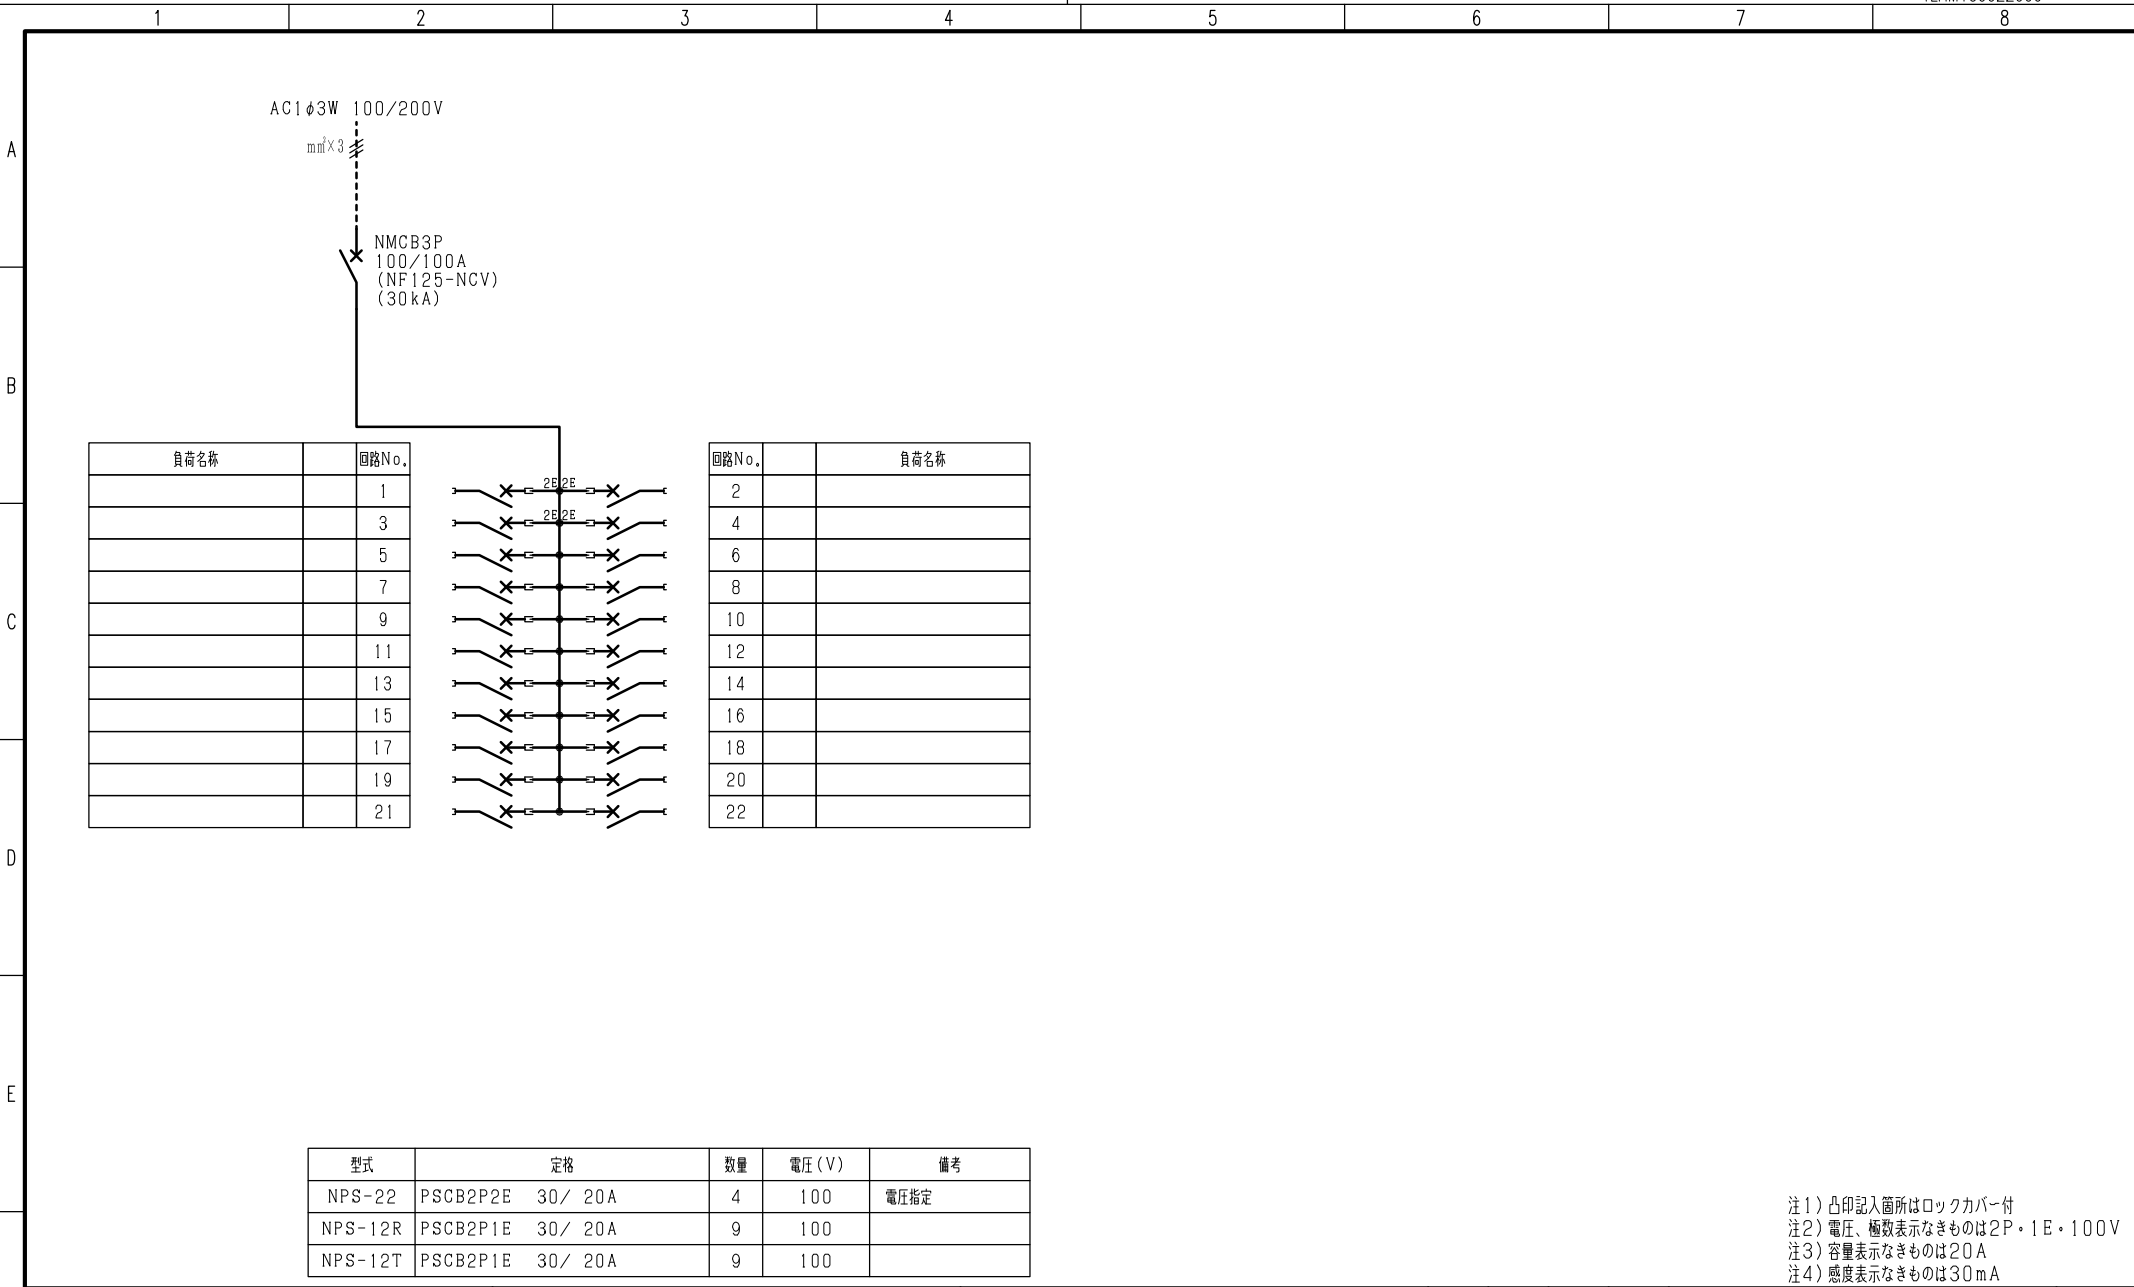 1 2 3 4 5 6 7 8
A
B
C
D
E
AC1φ3W 100/200V
mm²×3
NMCB3P
100/100A
(NF125-NCV)
(30kA)
負荷名称 回路No. 回路No. 負荷名称
1 2E 2E 2
3 2E 2E 4
5 6
7 8
9 10
11 12
13 14
15 16
17 18
19 20
21 22
型式 定格 数量 電圧(V) 備考
NPS-22 PSCB2P2E 30/ 20A 4 100 電圧指定
NPS-12R PSCB2P1E 30/ 20A 9 100
NPS-12T PSCB2P1E 30/ 20A 9 100
注1)凸印記入箇所はロックカバー付
注2)電圧、極数表示なきものは2P・1E・100V
注3)容量表示なきものは20A
注4)感度表示なきものは30mA